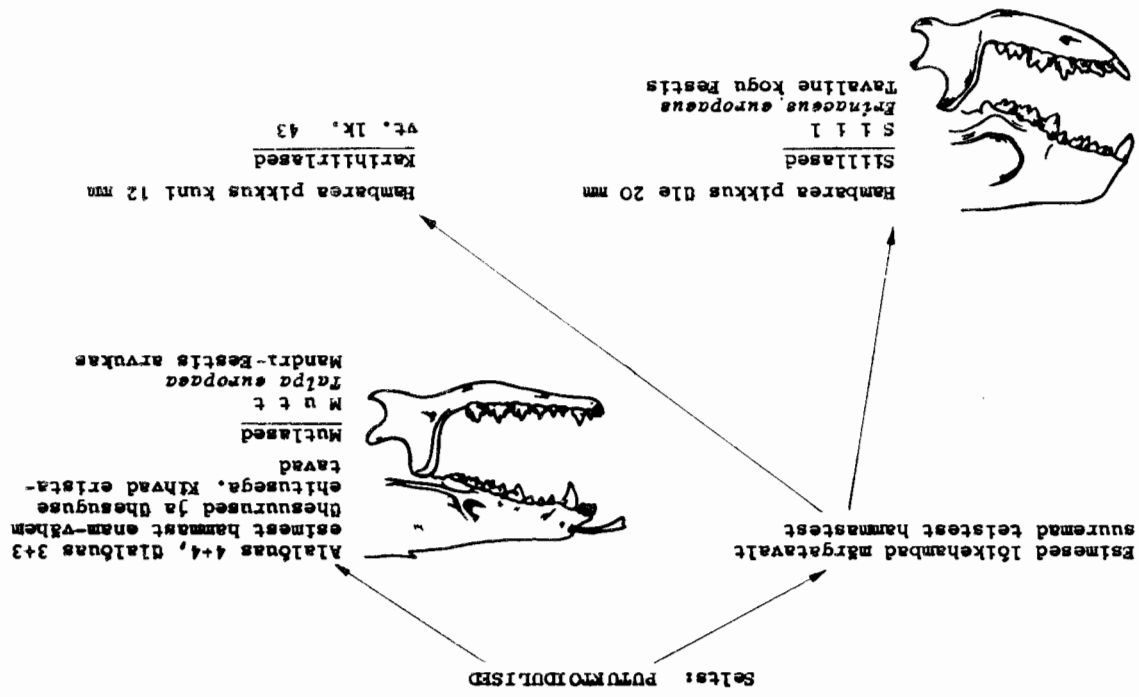 Selts: PUTUKTOIDULISED
Esimesed lõikehambad märgatavalt
suuremad teistest hammastest
Alalõuas 4+4, ülalõuas 3+3
esimest hammast enam-vähem
ühesuurused ja ühesuguse
ehitusega. Kihvad erista-
tavad
Mutlased
M u t t
Talpa europaea
Mandri-Eestis arvukas
Hambarea pikkus üle 20 mm
Siillased
S i i l
Erinaceus europaeus
Tavaline kogu Eestis
Hambarea pikkus kuni 12 mm
Karihiirlased
vt. lk. 43